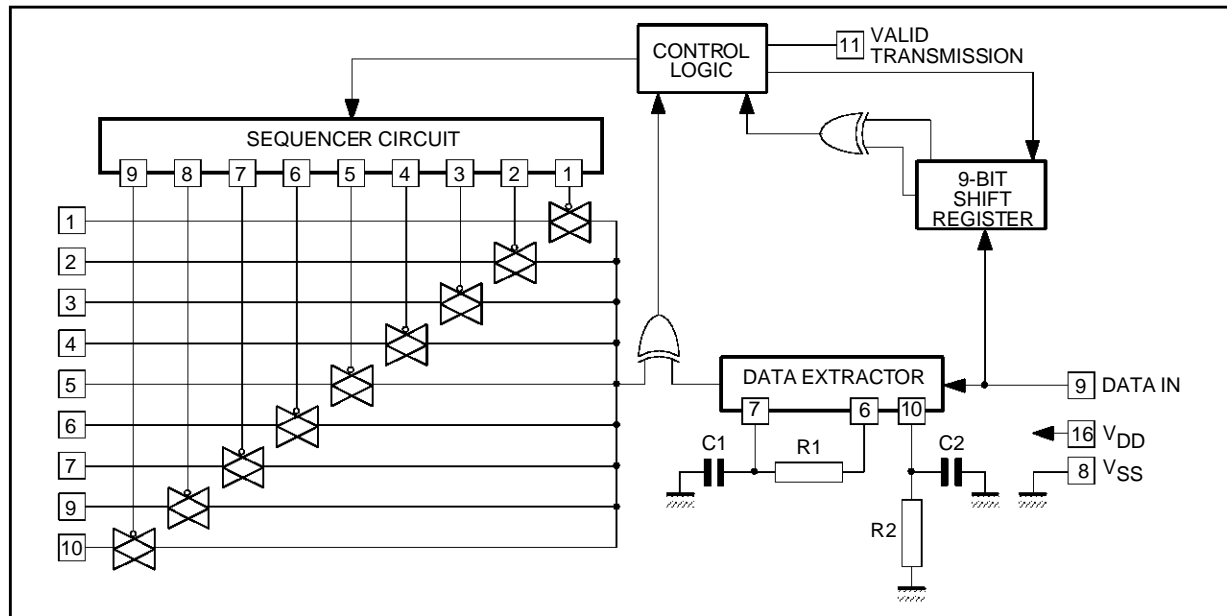 CONTROL
LOGIC
11
VALID
TRANSMISSION
SEQUENCER CIRCUIT
9 8 7 6 5 4 3 2 1
9-BIT
SHIFT
REGISTER
1
2
3
4
5
6
7
9
10
DATA EXTRACTOR
7 6 10
9 DATA IN
C1
R1
C2
R2
16 VDD
8 VSS